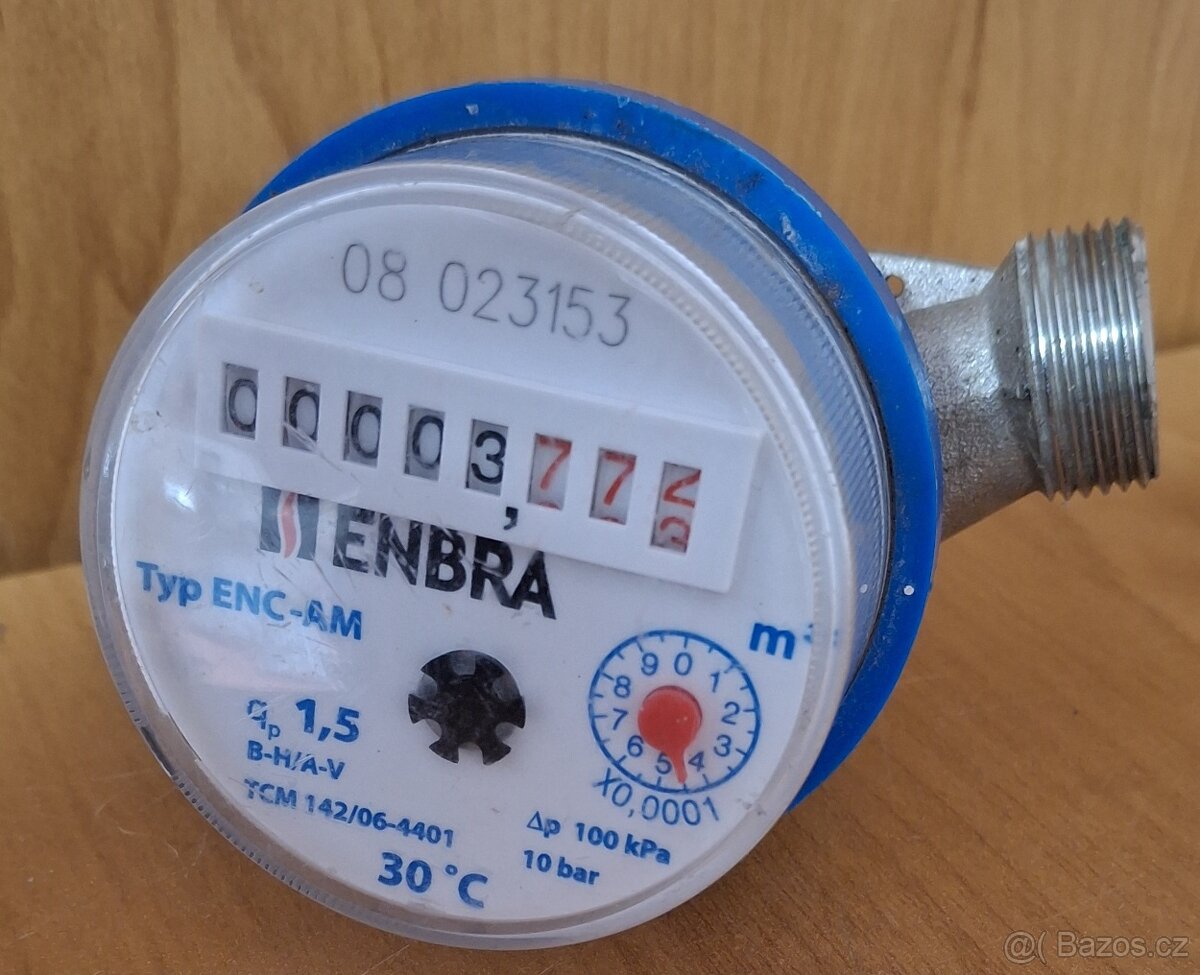 08 023153
00003,772
ENBRA
Typ ENC-AM
m³
9 0 1 2 3 4 5 6 7 8
X0,0001
qp 1,5
B-H/A-V
TCM 142/06-4401
Δp 100 kPa
10 bar
30 °C
@( Bazos.cz